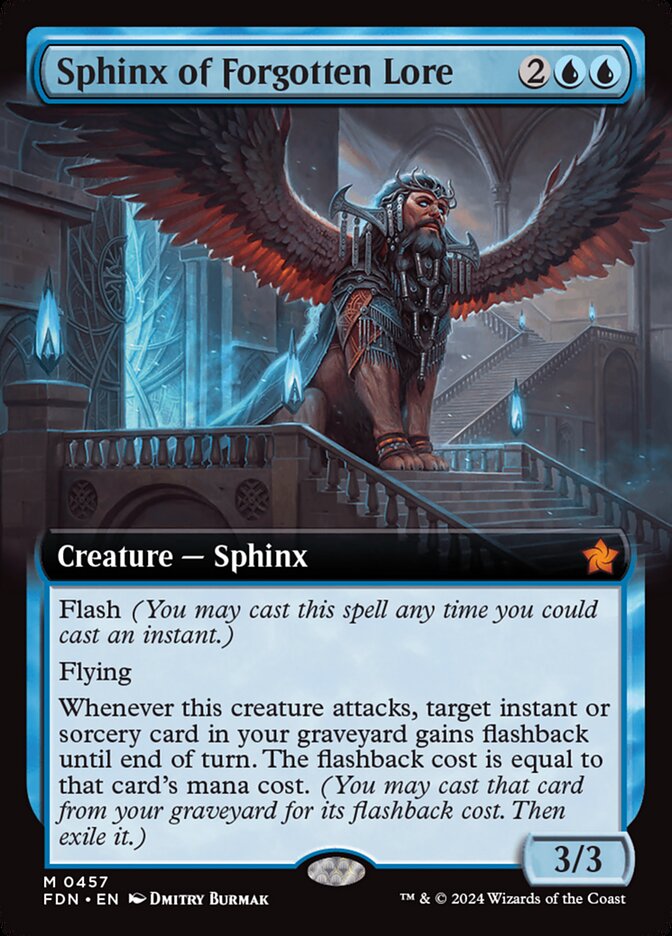 Sphinx of Forgotten Lore 2
Creature — Sphinx
Flash (You may cast this spell any time you could
cast an instant.)
Flying
Whenever this creature attacks, target instant or
sorcery card in your graveyard gains flashback
until end of turn. The flashback cost is equal to
that card's mana cost. (You may cast that card
from your graveyard for its flashback cost. Then
exile it.)
3/3
M 0457
FDN • EN Dmitry Burmak
™ & © 2024 Wizards of the Coast